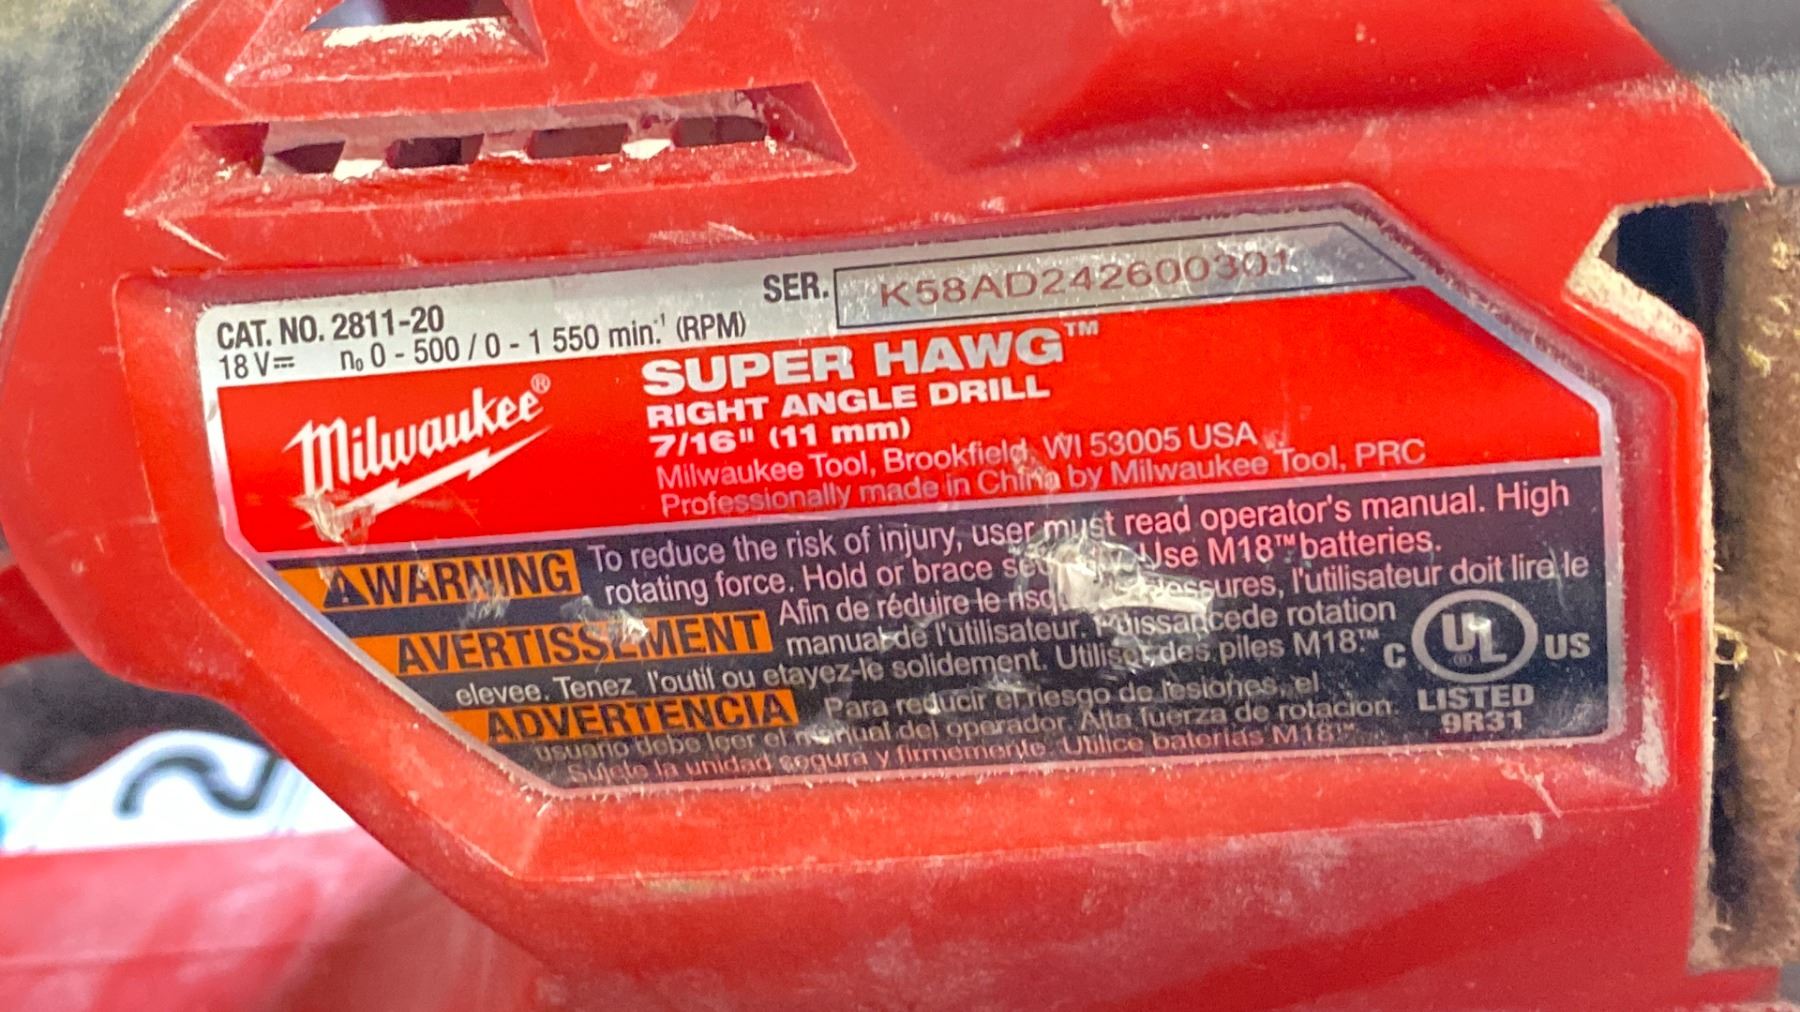 CAT. NO. 2811-20
SER. K58AD242600301
18 V⎓ n₀ 0 - 500 / 0 - 1 550 min.⁻¹ (RPM)
Milwaukee®
SUPER HAWG™
RIGHT ANGLE DRILL
7/16" (11 mm)
Milwaukee Tool, Brookfield, WI 53005 USA
Professionally made in China by Milwaukee Tool, PRC
WARNING To reduce the risk of injury, user must read operator's manual. High
rotating force. Hold or brace Use M18™ batteries.
AVERTISSEMENT Afin de réduire le l'utilisateur doit lire le
manual de l'utilisateur. Puissance de rotation
elevee. Tenez l'outil ou etayez-le solidement. Utilisez des piles M18™.
ADVERTENCIA Para reducir el riesgo de lesiones, el
usuario debe leer el manual del operador. Alta fuerza de rotacion.
Sujete la unidad segura y firmemente. Utilice baterias M18™.
C UL® US
LISTED
9R31